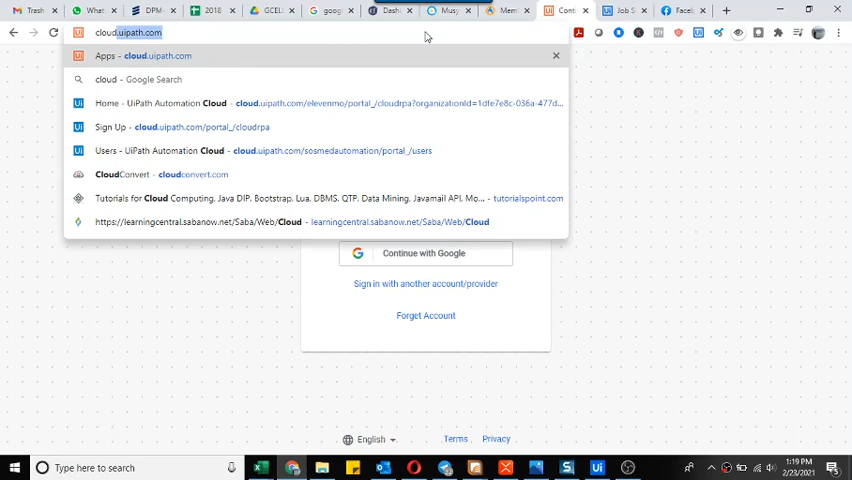 Trash
What
DPM-
2018
GCEL
goog
Dash
Musy
Mem
Cont
Job S
Faceb
cloud.uipath.com
Apps - cloud.uipath.com
cloud - Google Search
Home - UiPath Automation Cloud - cloud.uipath.com/elevenmo/portal_/cloudrpa?organizationId=1dfe7e8c-036a-477d...
Sign Up - cloud.uipath.com/portal_/cloudrpa
Users - UiPath Automation Cloud - cloud.uipath.com/sosmedautomation/portal_/users
CloudConvert - cloudconvert.com
Tutorials for Cloud Computing. Java DIP. Bootstrap. Lua. DBMS. QTP. Data Mining. Javamail API. Mo... - tutorialspoint.com
https://learningcentral.sabanow.net/Saba/Web/Cloud - learningcentral.sabanow.net/Saba/Web/Cloud
Continue with Google
Sign in with another account/provider
Forget Account
English
Terms
Privacy
Type here to search
1:19 PM
2/23/2021